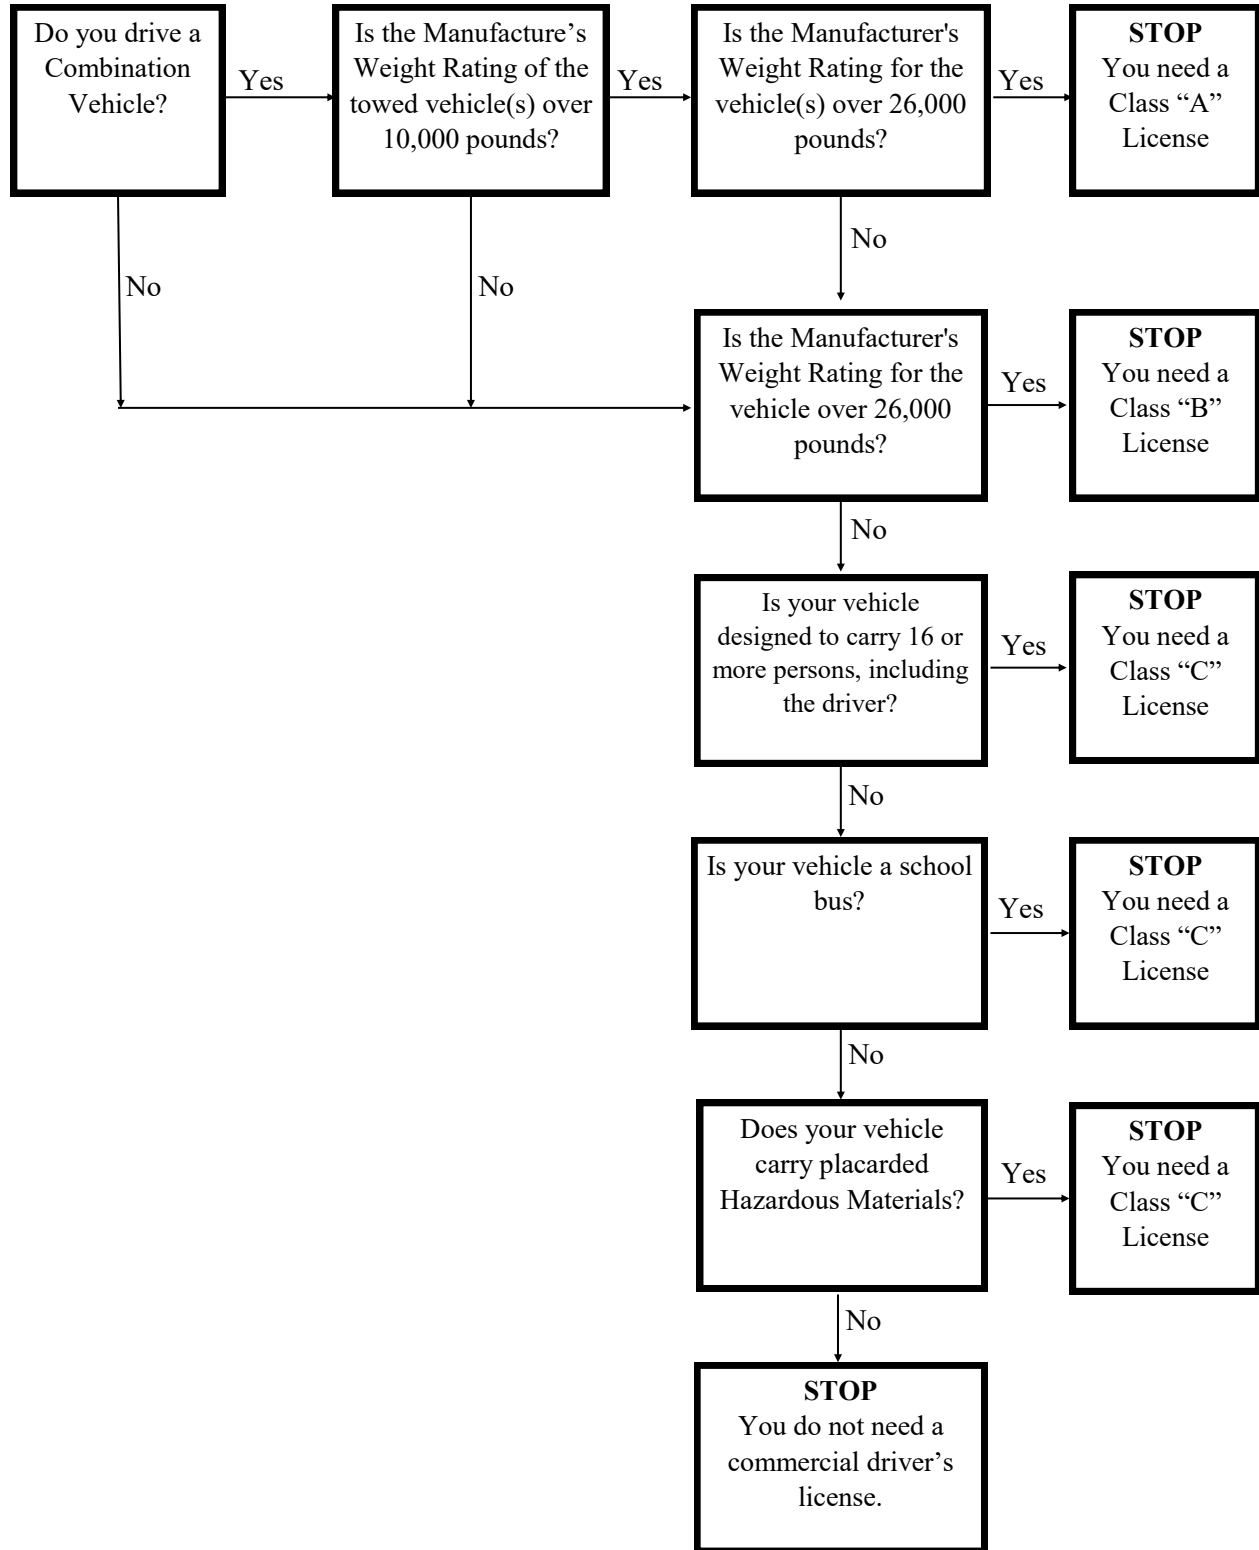 Do you drive a
Combination
Vehicle?
Yes
Is the Manufacture’s
Weight Rating of the
towed vehicle(s) over
10,000 pounds?
Yes
Is the Manufacturer's
Weight Rating for the
vehicle(s) over 26,000
pounds?
Yes
STOP
You need a
Class “A”
License
No
No
No
Is the Manufacturer's
Weight Rating for the
vehicle over 26,000
pounds?
Yes
STOP
You need a
Class “B”
License
No
Is your vehicle
designed to carry 16 or
more persons, including
the driver?
Yes
STOP
You need a
Class “C”
License
No
Is your vehicle a school
bus?
Yes
STOP
You need a
Class “C”
License
No
Does your vehicle
carry placarded
Hazardous Materials?
Yes
STOP
You need a
Class “C”
License
No
STOP
You do not need a
commercial driver’s
license.